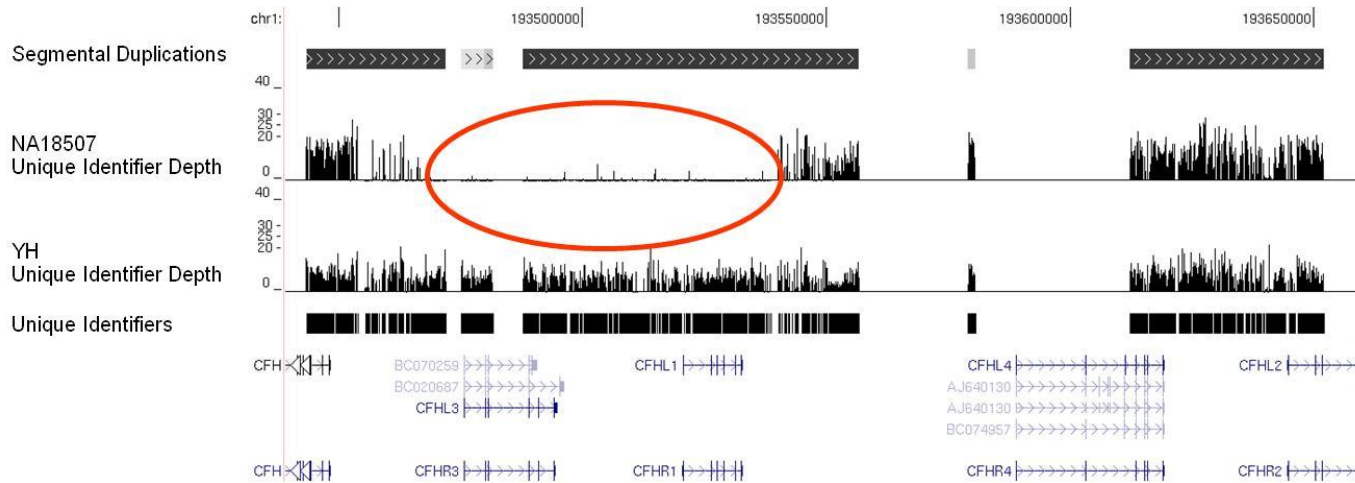 chr1: 193500000 193550000 193600000 193650000
Segmental Duplications
40
30
25
20
NA18507
Unique Identifier Depth
0
40
30
25
20
YH
Unique Identifier Depth
0
Unique Identifiers
CFH BC070259 CFHL1 CFHL4 CFHL2
BC020687 AJ640130
CFHL3 AJ640130
BC074957
CFH CFHR3 CFHR1 CFHR4 CFHR2